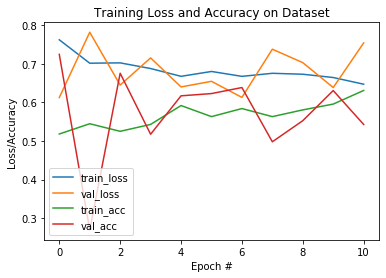 Training Loss and Accuracy on Dataset
Loss/Accuracy
0.8
0.7
0.6
0.5
0.4
0.3
train_loss
val_loss
train_acc
val_acc
0 2 4 6 8 10
Epoch #